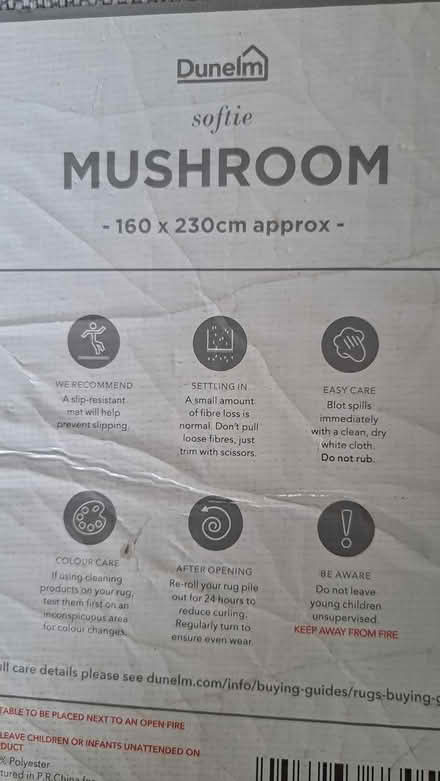 Dunelm
softie
MUSHROOM
- 160 x 230cm approx -
WE RECOMMEND
A slip-resistant
mat will help
prevent slipping.
SETTLING IN
A small amount
of fibre loss is
normal. Don't pull
loose fibres, just
trim with scissors.
EASY CARE
Blot spills
immediately
with a clean, dry
white cloth.
Do not rub.
COLOUR CARE
If using cleaning
products on your rug,
test them first on an
inconspicuous area
for colour changes.
AFTER OPENING
Re-roll your rug pile
out for 24 hours to
reduce curling.
Regularly turn to
ensure even wear.
BE AWARE
Do not leave
young children
unsupervised.
KEEP AWAY FROM FIRE
ull care details please see dunelm.com/info/buying-guides/rugs-buying-g
TABLE TO BE PLACED NEXT TO AN OPEN FIRE
LEAVE CHILDREN OR INFANTS UNATTENDED ON
DUCT
% Polyester
tured in P.R.China for